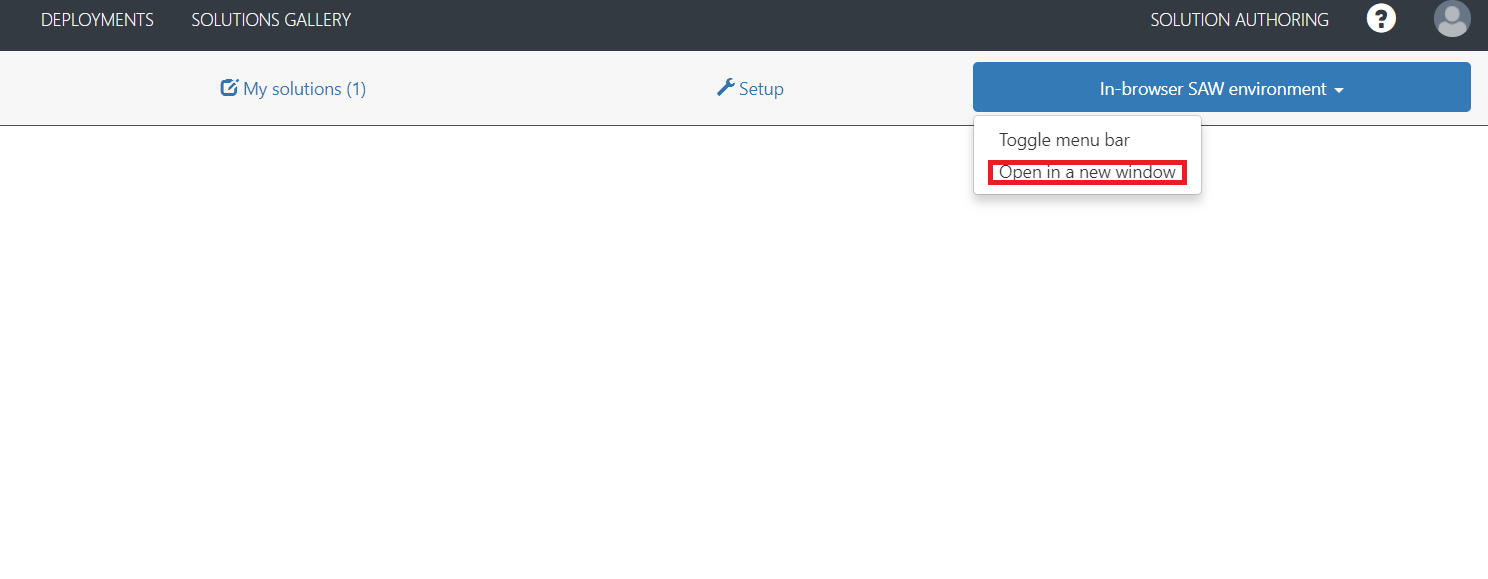 DEPLOYMENTS SOLUTIONS GALLERY SOLUTION AUTHORING ?
My solutions (1) Setup In-browser SAW environment
Toggle menu bar
Open in a new window